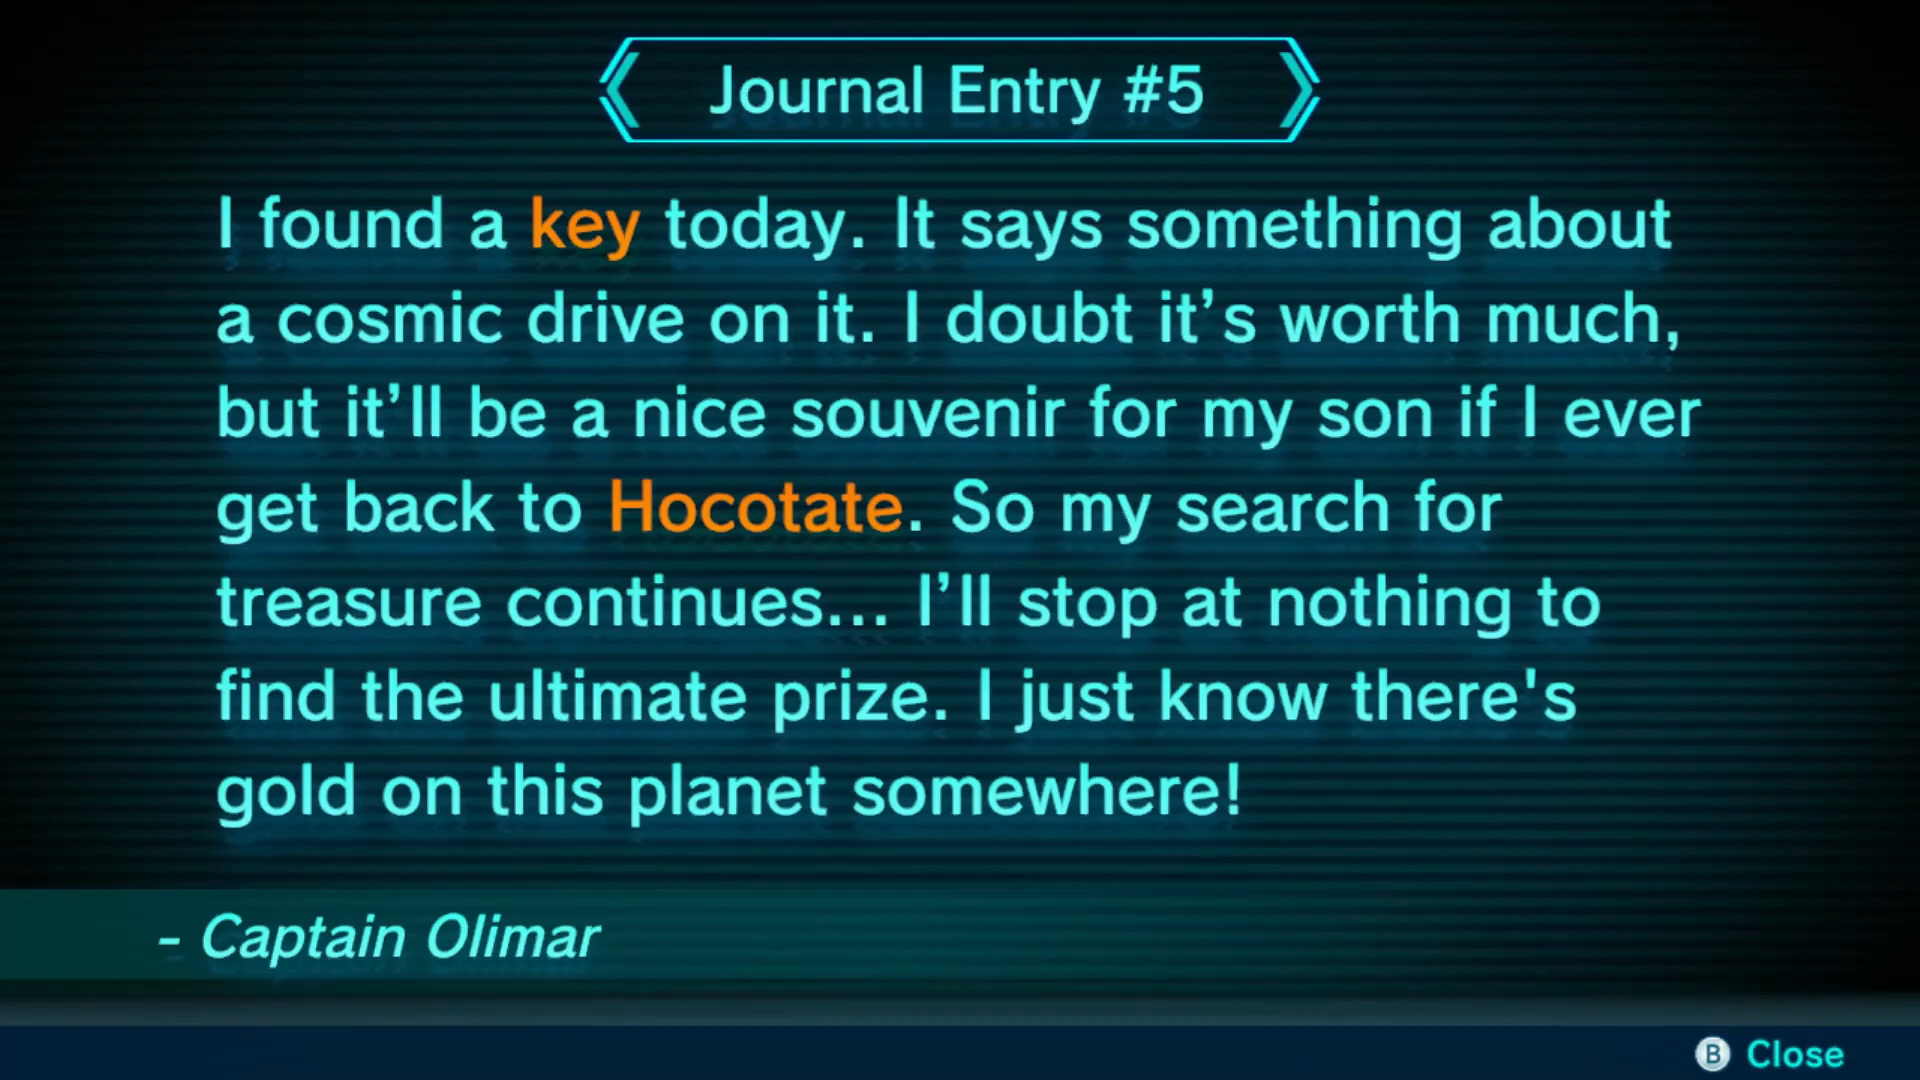 Journal Entry #5
I found a key today. It says something about
a cosmic drive on it. I doubt it’s worth much,
but it’ll be a nice souvenir for my son if I ever
get back to Hocotate. So my search for
treasure continues... I’ll stop at nothing to
find the ultimate prize. I just know there's
gold on this planet somewhere!
- Captain Olimar
B Close